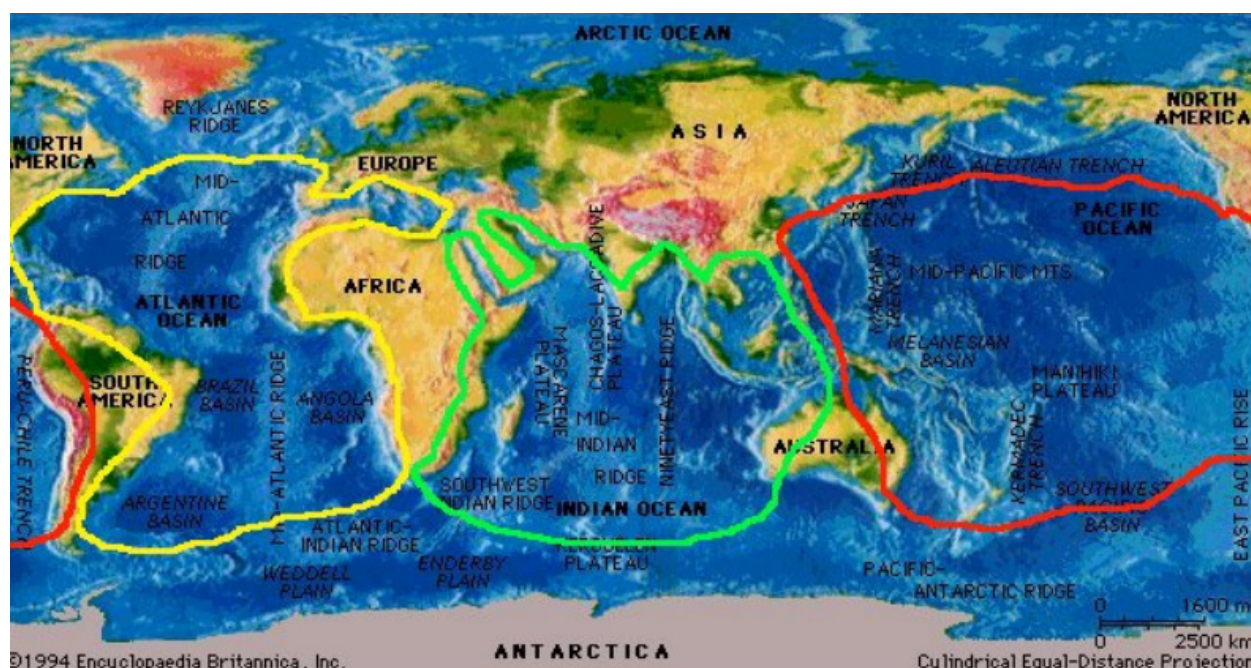 ARCTIC OCEAN
REYKJANES
RIDGE
NORTH
AMERICA
NORTH
AMERICA
ASIA
EUROPE
KURIL
TRENCH
ALEUTIAN TRENCH
MID-
JAPAN
TRENCH
ATLANTIC
PACIFIC
OCEAN
RIDGE
AFRICA
CHAGOS-LACCADIVE
PLATEAU
MARIANA
TRENCH
MID-PACIFIC MTS
ATLANTIC
OCEAN
MASCARENE
PLATEAU
MELANESIAN
BASIN
PERU-CHILE TRENCH
SOUTH
AMERICA
BRAZIL
BASIN
MID-ATLANTIC RIDGE
ANGOLA
BASIN
MID-
INDIAN
RIDGE
NINETYEAST RIDGE
MANIHIKI
PLATEAU
AUSTRALIA
KERMADEC
TRENCH
EAST PACIFIC RISE
SOUTHWEST
INDIAN RIDGE
ARGENTINE
BASIN
INDIAN OCEAN
SOUTHWEST
PACIFIC
BASIN
ATLANTIC-
INDIAN RIDGE
KERGUELEN
PLATEAU
WEDDELL
PLAIN
ENDERBY
PLAIN
PACIFIC-
ANTARCTIC RIDGE
0 1600 m
0 2500 km
ANTARCTICA
©1994 Encyclopaedia Britannica, Inc.
Cylindrical Equal-Distance Projection